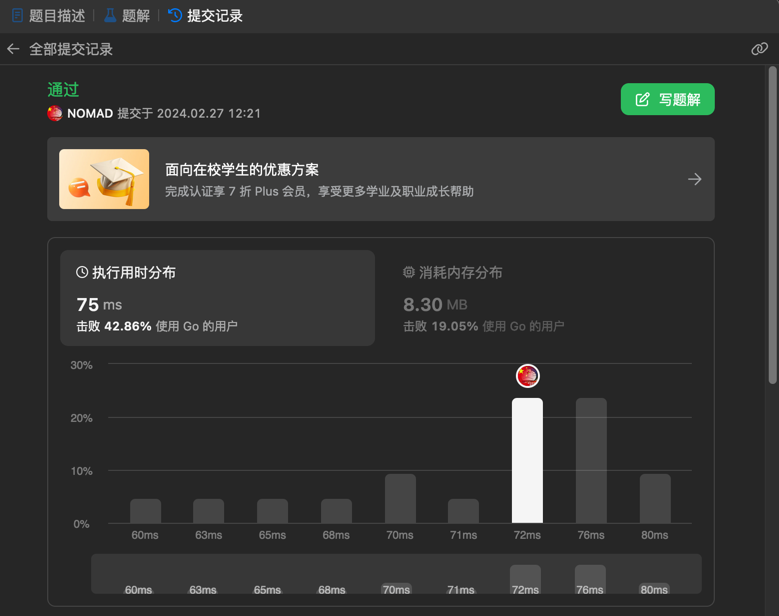 题目描述 题解 提交记录
全部提交记录
通过
NOMAD 提交于 2024.02.27 12:21
写题解
面向在校学生的优惠方案
完成认证享 7 折 Plus 会员，享受更多学业及职业成长帮助
执行用时分布
75 ms
击败 42.86% 使用 Go 的用户
消耗内存分布
8.30 MB
击败 19.05% 使用 Go 的用户
30%
20%
10%
0%
60ms 63ms 65ms 68ms 70ms 71ms 72ms 76ms 80ms
60ms 63ms 65ms 68ms 70ms 71ms 72ms 76ms 80ms